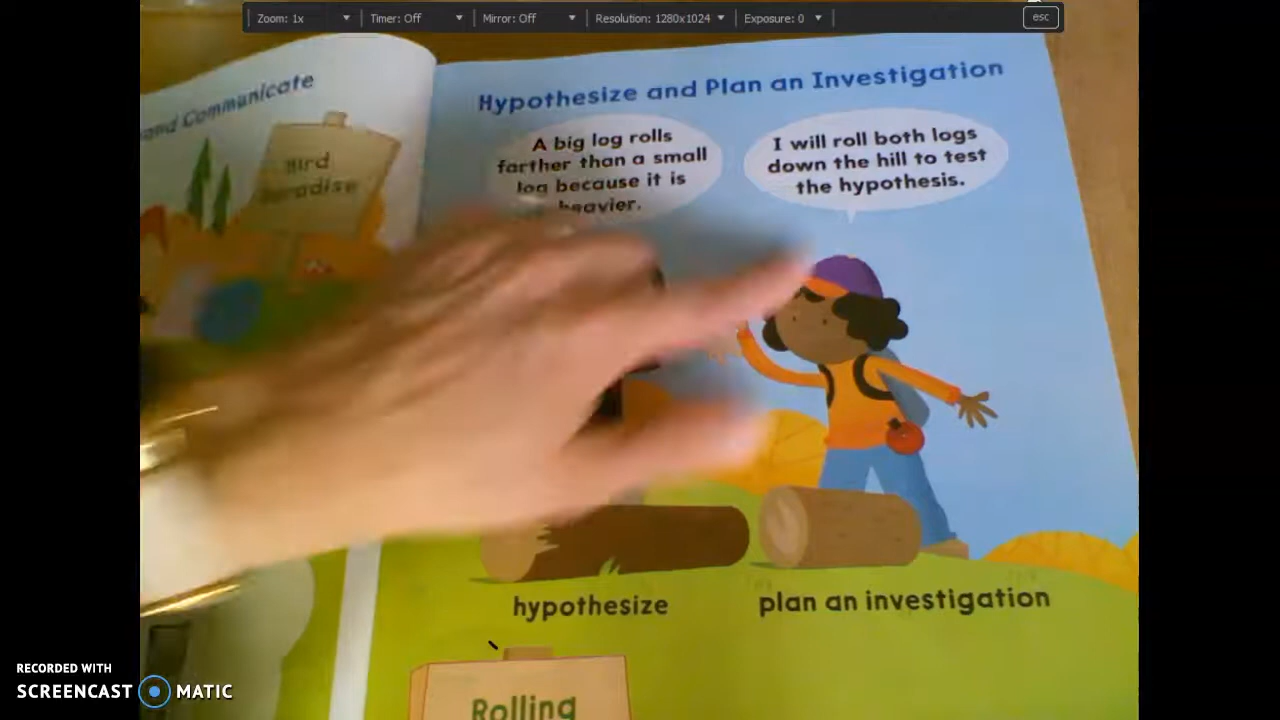 Zoom: 1x
Timer: Off
Mirror: Off
Resolution: 1280x1024
Exposure: 0
esc
and Communicate
Bird
Paradise
Hypothesize and Plan an Investigation
A big log rolls
farther than a small
log because it is
heavier.
I will roll both logs
down the hill to test
the hypothesis.
hypothesize
plan an investigation
Rolling
RECORDED WITH
SCREENCAST MATIC